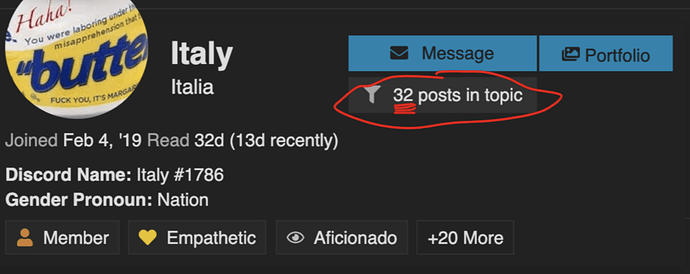 Haha!
You were laboring under
misapprehension that
"butte
FUCK YOU, IT'S MARGAR
Italy
Italia
Message
Portfolio
32 posts in topic
Joined Feb 4, '19 Read 32d (13d recently)
Discord Name: Italy #1786
Gender Pronoun: Nation
Member
Empathetic
Aficionado
+20 More